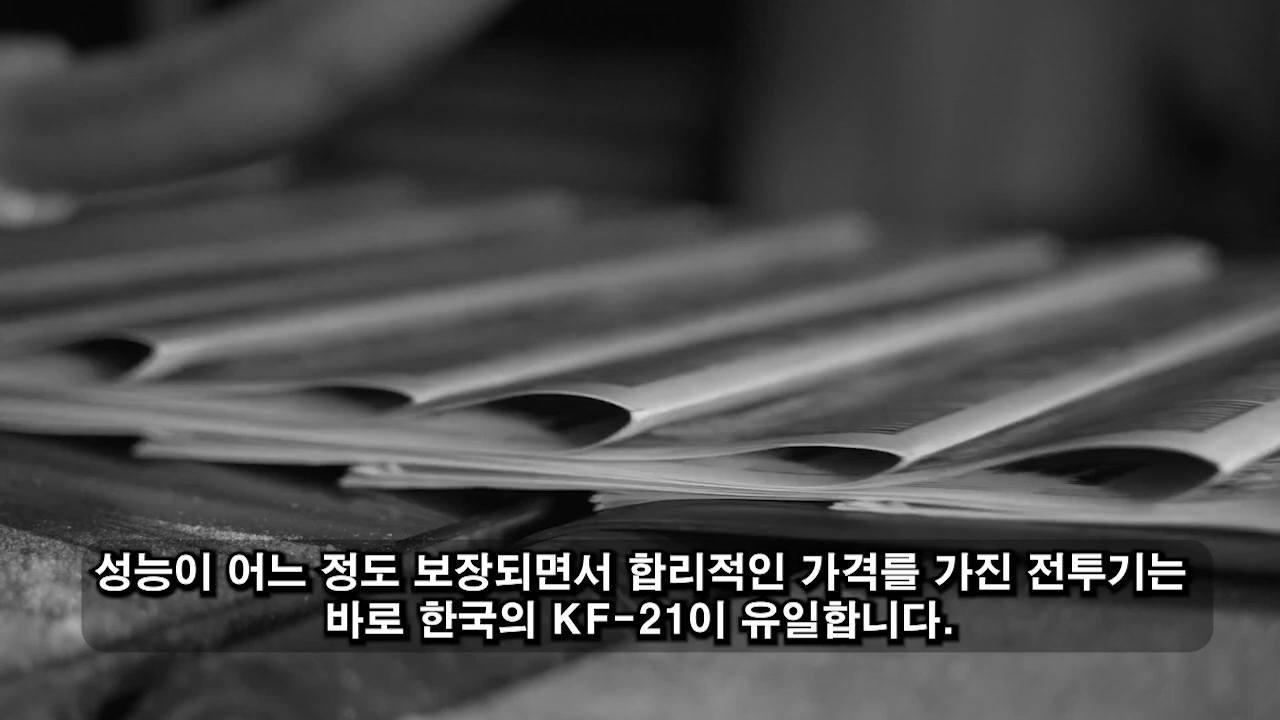 성능이 어느 정도 보장되면서 합리적인 가격를 가진 전투기는
바로 한국의 KF-21이 유일합니다.